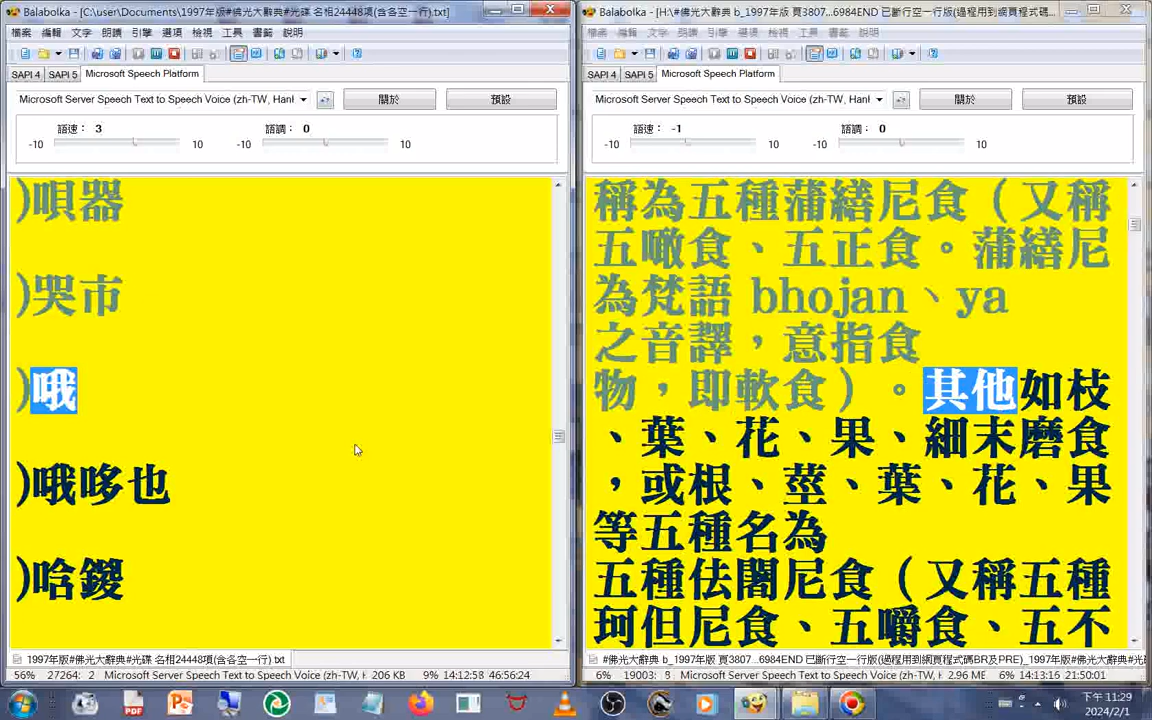 Balabolka - [C:\user\Documents\1997年版#佛光大辭典#光碟 名相24448項(含各空一行).txt]
檔案 編輯 文字 朗讀 引擎 選項 檢視 工具 書籤 說明
SAPI 4 SAPI 5 Microsoft Speech Platform
Microsoft Server Speech Text to Speech Voice (zh-TW, Hanl
關於 預設
語速： 3 語調： 0
-10 10 -10 10
)唄器
)哭市
)哦
)哦哆也
)唅鑁
1997年版#佛光大辭典#光碟 名相24448項(含各空一行).txt
56% 27264: 2 Microsoft Server Speech Text to Speech Voice (zh-TW, H 206 KB 9% 14:12:58 46:56:24
Balabolka - [H:\#佛光大辭典 b_1997年版 頁3807...6984END 已斷行空一行版(過程用到網頁程式碼...
檔案 編輯 文字 朗讀 引擎 選項 檢視 工具 書籤 說明
SAPI 4 SAPI 5 Microsoft Speech Platform
Microsoft Server Speech Text to Speech Voice (zh-TW, Hanl
關於 預設
語速： -1 語調： 0
-10 10 -10 10
稱為五種蒲繕尼食（又稱
五噉食、五正食。蒲繕尼
為梵語 bhojan、ya
之音譯，意指食
物，即軟食）。其他如枝
、葉、花、果、細末磨食
，或根、莖、葉、花、果
等五種名為
五種佉闍尼食（又稱五種
珂但尼食、五嚼食、五不
#佛光大辭典 b_1997年版 頁3807...6984END 已斷行空一行版(過程用到網頁程式碼BR及PRE)_1997年版#佛光大辭典#光
6% 19003: 8 Microsoft Server Speech Text to Speech Voice (zh-TW, H 2.96 ME 6% 14:13:16 21:50:01
下午 11:29
2024/2/1